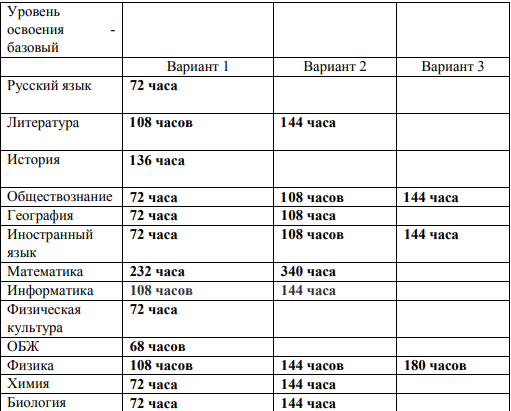 Уровень
освоения -
базовый
Вариант 1 Вариант 2 Вариант 3
Русский язык 72 часа
Литература 108 часов 144 часа
История 136 часа
Обществознание 72 часа 108 часов 144 часа
География 72 часа 108 часа
Иностранный 72 часа 108 часов 144 часа
язык
Математика 232 часа 340 часа
Информатика 108 часов 144 часа
Физическая 72 часа
культура
ОБЖ 68 часов
Физика 108 часов 144 часов 180 часов
Химия 72 часа 144 часа
Биология 72 часа 144 часа